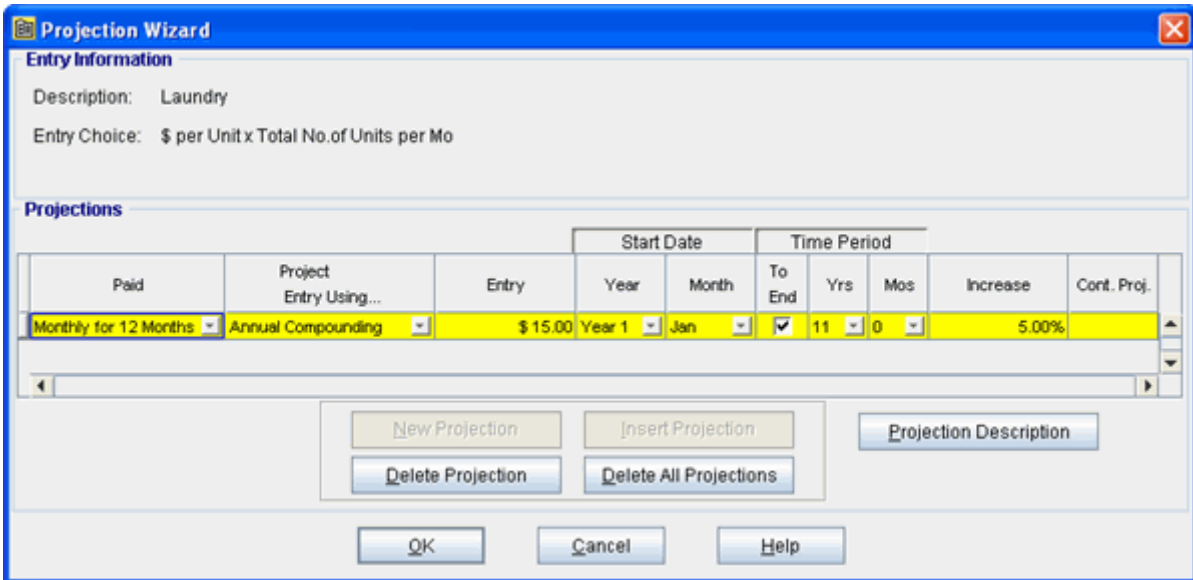 Projection Wizard
Entry Information
Description: Laundry
Entry Choice: $ per Unit x Total No.of Units per Mo
Projections
Start Date Time Period
Paid Project Entry Using... Entry Year Month To End Yrs Mos Increase Cont. Proj.
Monthly for 12 Months Annual Compounding $15.00 Year 1 Jan 11 0 5.00%
New Projection Insert Projection Projection Description
Delete Projection Delete All Projections
OK Cancel Help